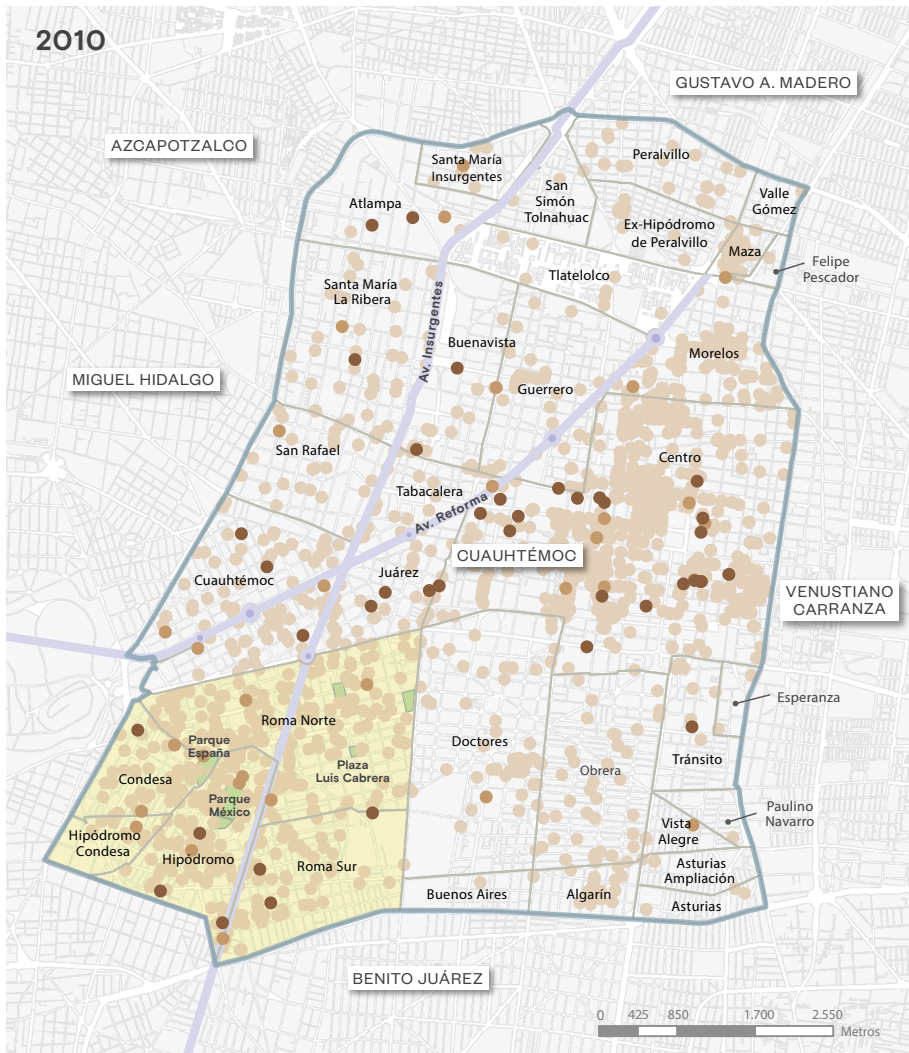 2010
GUSTAVO A. MADERO
AZCAPOTZALCO
Santa María
Insurgentes
Peralvillo
San
Simón
Tolnahuac
Valle
Gómez
Atlampa
Ex-Hipódromo
de Peralvillo
Maza
Felipe
Pescador
Tlatelolco
Santa María
La Ribera
Av. Insurgentes
Buenavista
Morelos
MIGUEL HIDALGO
Guerrero
San Rafael
Centro
Tabacalera
Av. Reforma
CUAUHTÉMOC
Cuauhtémoc
Juárez
VENUSTIANO
CARRANZA
Esperanza
Roma Norte
Parque
España
Doctores
Tránsito
Plaza
Luis Cabrera
Condesa
Obrera
Parque
México
Paulino
Navarro
Hipódromo
Condesa
Vista
Alegre
Hipódromo
Roma Sur
Asturias
Ampliación
Buenos Aires
Algarín
Asturias
BENITO JUÁREZ
0 425 850 1.700 2.550
Metros